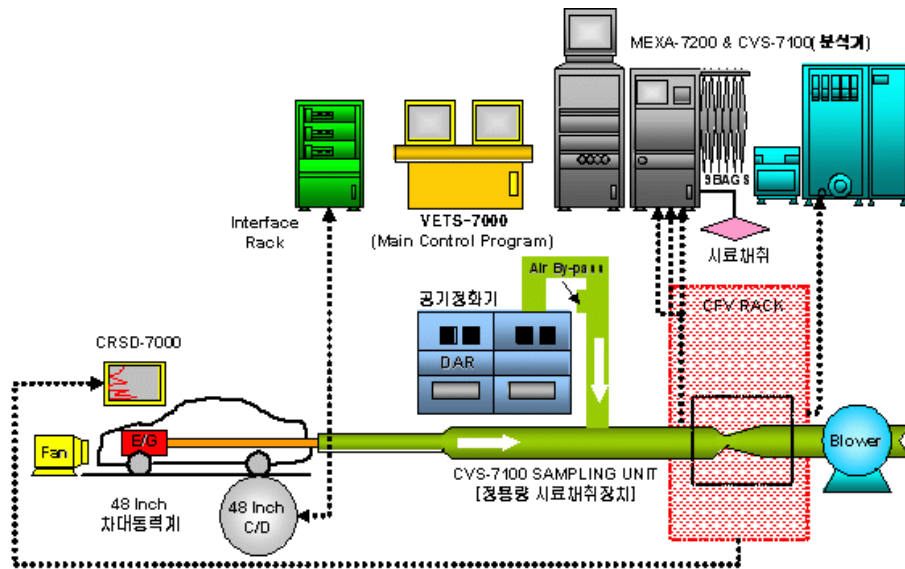 MEXA-7200 & CVS-7100(분석기)
Interface
Rack
VETS-7000
(Main Control Program)
9BAGS
시료채취
Air By-pass
공기정화기
CFV RACK
DAR
CRSD-7000
Fan
E/G
Blower
CVS-7100 SAMPLING UNIT
[정용량 시료채취장치]
48 Inch
차대동력계
48 Inch
C/D